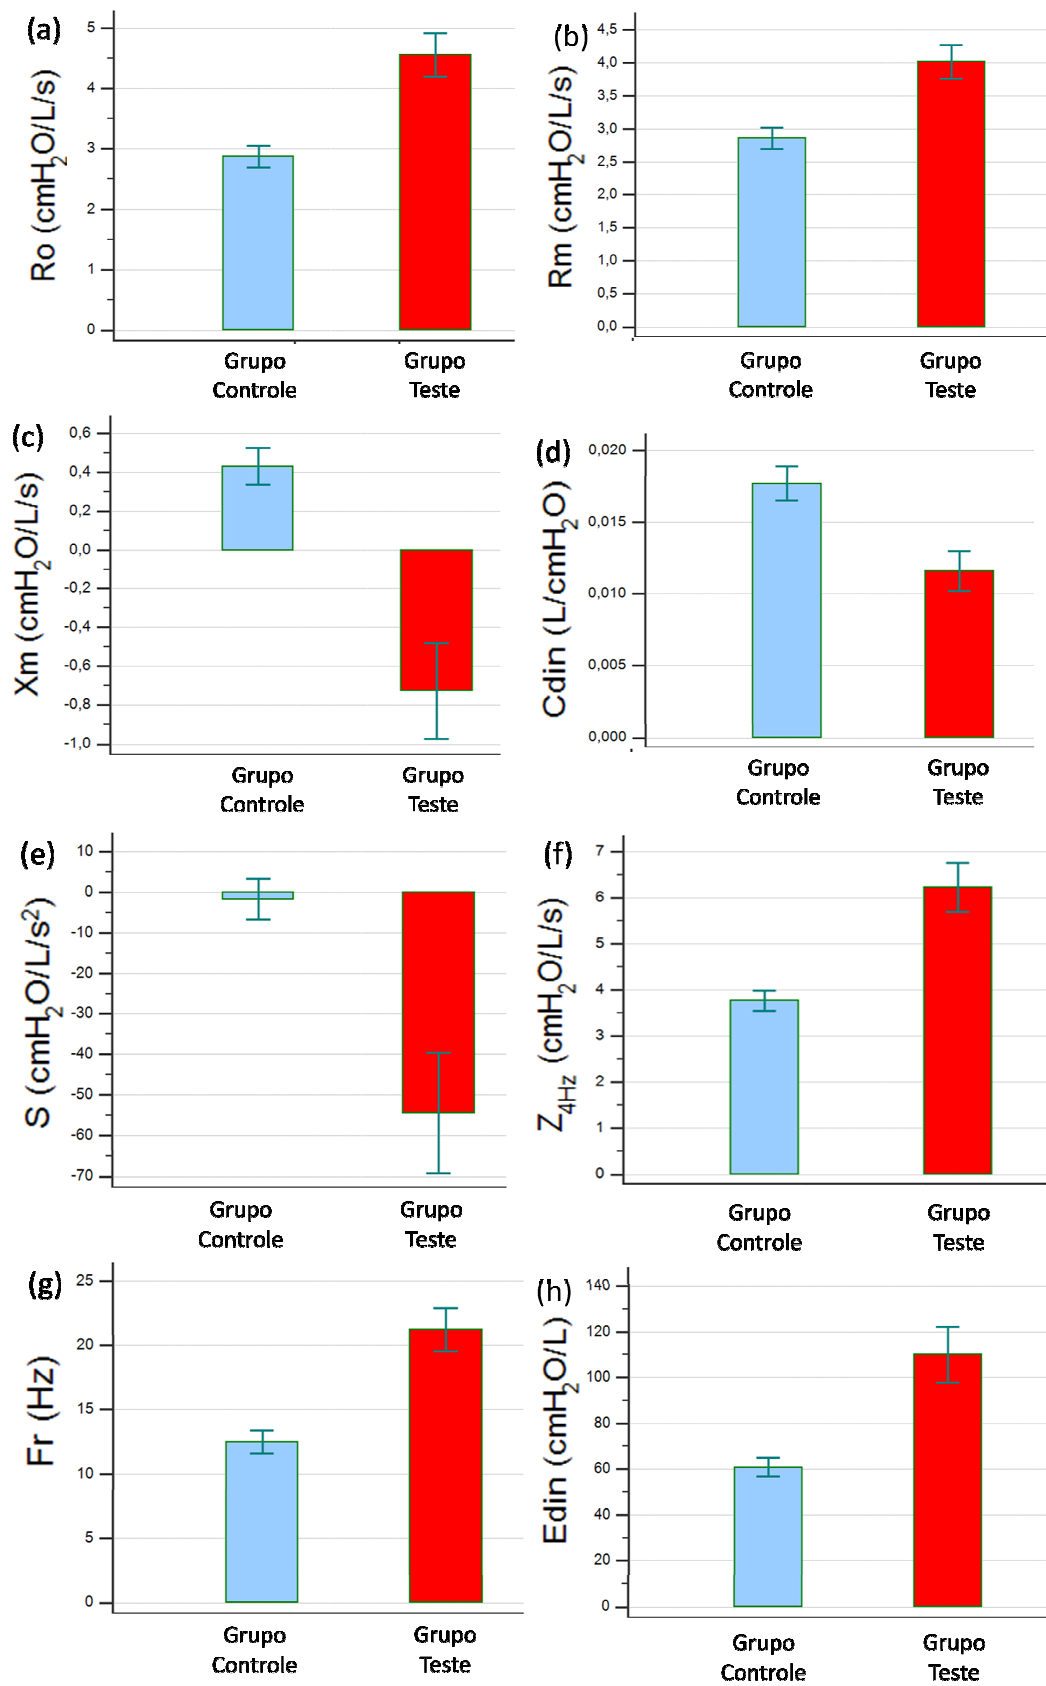 (a)
Ro (cmH₂O/L/s)
5
4
3
2
1
0
Grupo
Controle
Grupo
Teste
(b)
Rm (cmH₂O/L/s)
4,5
4,0
3,5
3,0
2,5
2,0
1,5
1,0
0,5
0,0
Grupo
Controle
Grupo
Teste
(c)
Xm (cmH₂O/L/s)
0,6
0,4
0,2
0,0
-0,2
-0,4
-0,6
-0,8
-1,0
Grupo
Controle
Grupo
Teste
(d)
Cdin (L/cmH₂O)
0,020
0,015
0,010
0,005
0,000
Grupo
Controle
Grupo
Teste
(e)
S (cmH₂O/L/s²)
10
0
-10
-20
-30
-40
-50
-60
-70
Grupo
Controle
Grupo
Teste
(f)
Z₄Hz (cmH₂O/L/s)
7
6
5
4
3
2
1
0
Grupo
Controle
Grupo
Teste
(g)
Fr (Hz)
25
20
15
10
5
0
Grupo
Controle
Grupo
Teste
(h)
Edin (cmH₂O/L)
140
120
100
80
60
40
20
0
Grupo
Controle
Grupo
Teste